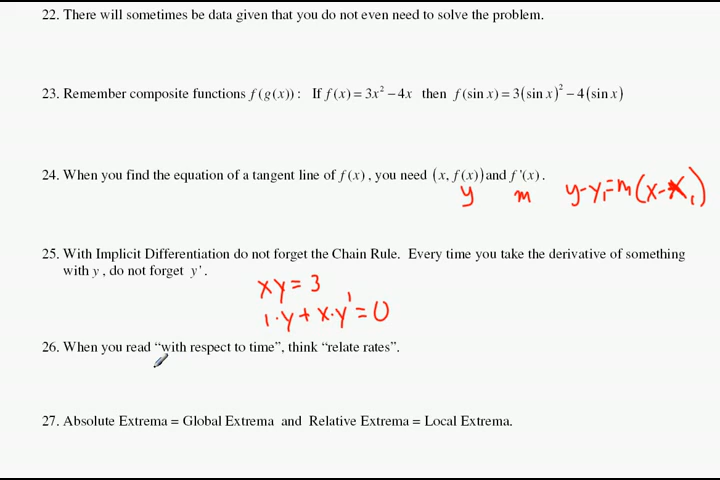 22. There will sometimes be data given that you do not even need to solve the problem.
23. Remember composite functions f(g(x)): If f(x) = 3x² − 4x then f(sin x) = 3(sin x)² − 4(sin x)
24. When you find the equation of a tangent line of f(x), you need (x, f(x)) and f '(x).
y m y-y₁=m(x-x₁)
25. With Implicit Differentiation do not forget the Chain Rule. Every time you take the derivative of something
with y, do not forget y'.
xy=3
1·y+x·y'=0
26. When you read “with respect to time”, think “relate rates”.
27. Absolute Extrema = Global Extrema and Relative Extrema = Local Extrema.